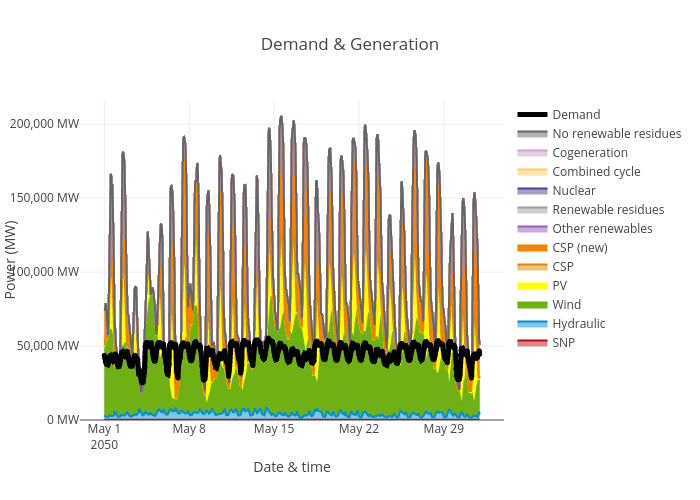 Demand & Generation
200,000 MW
150,000 MW
100,000 MW
50,000 MW
0 MW
Power (MW)
May 1
2050
May 8
May 15
May 22
May 29
Date & time
Demand
No renewable residues
Cogeneration
Combined cycle
Nuclear
Renewable residues
Other renewables
CSP (new)
CSP
PV
Wind
Hydraulic
SNP